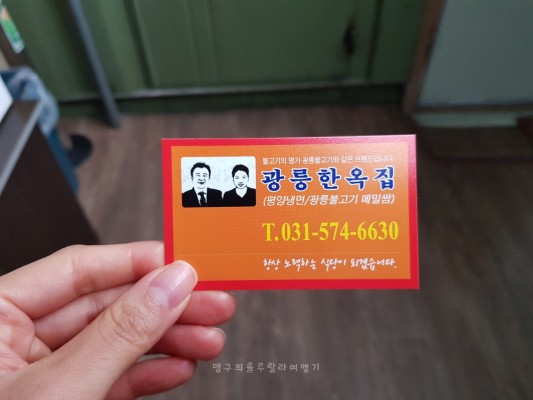 불고기의 명가 광릉불고기와 같은 브랜드입니다
광릉한옥집
(평양냉면/광릉불고기 메밀쌈)
T.031-574-6630
항상 노력하는 식당이 되겠습니다.
맹구의룰루랄라여행기